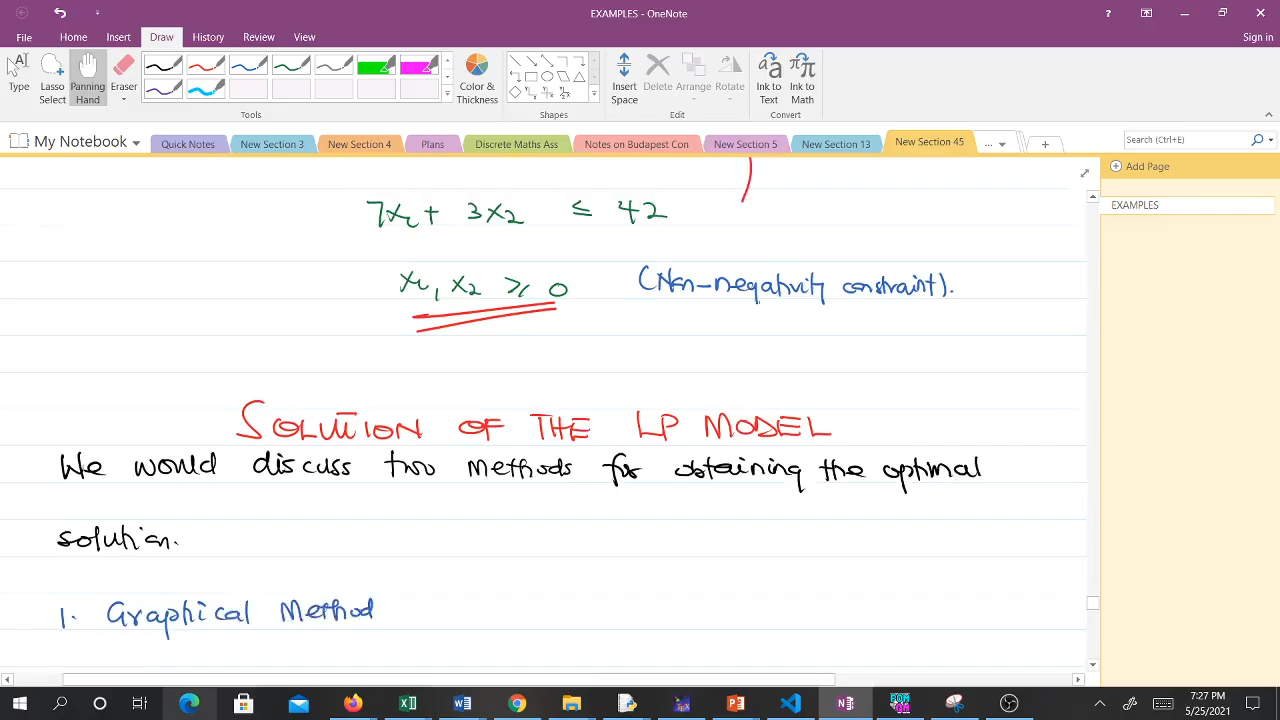 EXAMPLES - OneNote
File Home Insert Draw History Review View
Sign in
Type
Lasso Select
Panning Hand
Eraser
Color & Thickness
Insert Space
Delete Arrange Rotate
Ink to Text
Ink to Math
Tools Shapes Edit Convert
My Notebook Quick Notes New Section 3 New Section 4 Plans Discrete Maths Ass Notes on Budapest Con New Section 5 New Section 13 New Section 45 ... Search (Ctrl+E)
Add Page
EXAMPLES
7x₁ + 3x₂ ≤ 42
x₁, x₂ ≥ 0 (Non-negativity constraint).
SOLUTION OF THE LP MODEL
We would discuss two methods for obtaining the optimal
solution.
1. Graphical Method
7:27 PM
5/25/2021